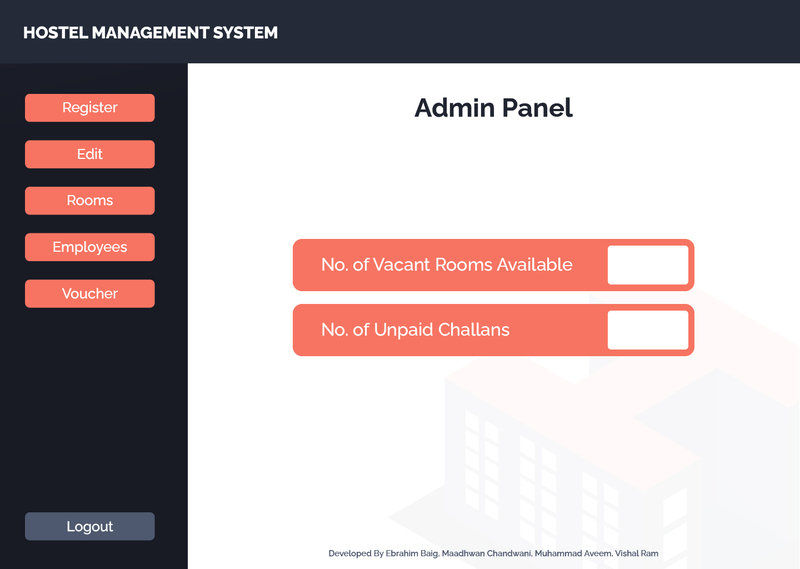 HOSTEL MANAGEMENT SYSTEM
Register
Edit
Rooms
Employees
Voucher
Logout
Admin Panel
No. of Vacant Rooms Available
No. of Unpaid Challans
Developed By Ebrahim Baig, Maadhwan Chandwani, Muhammad Aveem, Vishal Ram